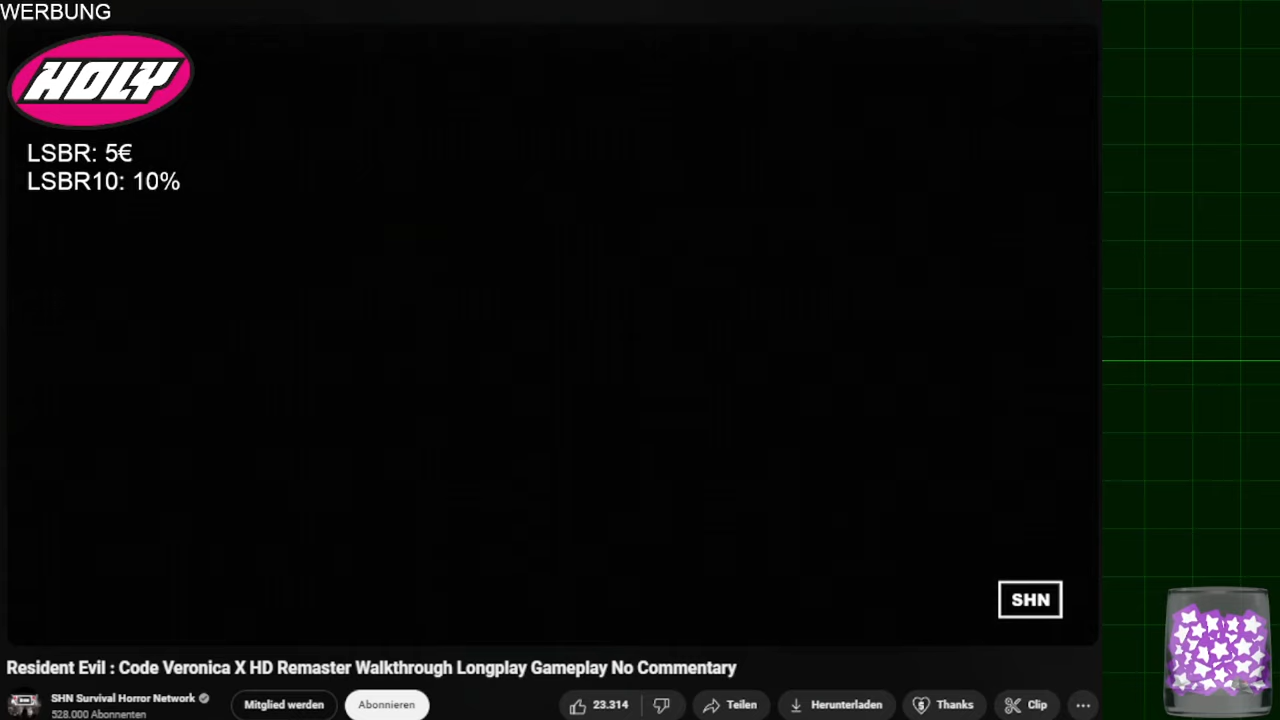 WERBUNG
HOLY
LSBR: 5€
LSBR10: 10%
SHN
Resident Evil : Code Veronica X HD Remaster Walkthrough Longplay Gameplay No Commentary
SHN Survival Horror Network
528.000 Abonnenten
Mitglied werden
Abonnieren
23.314
Teilen
Herunterladen
Thanks
Clip